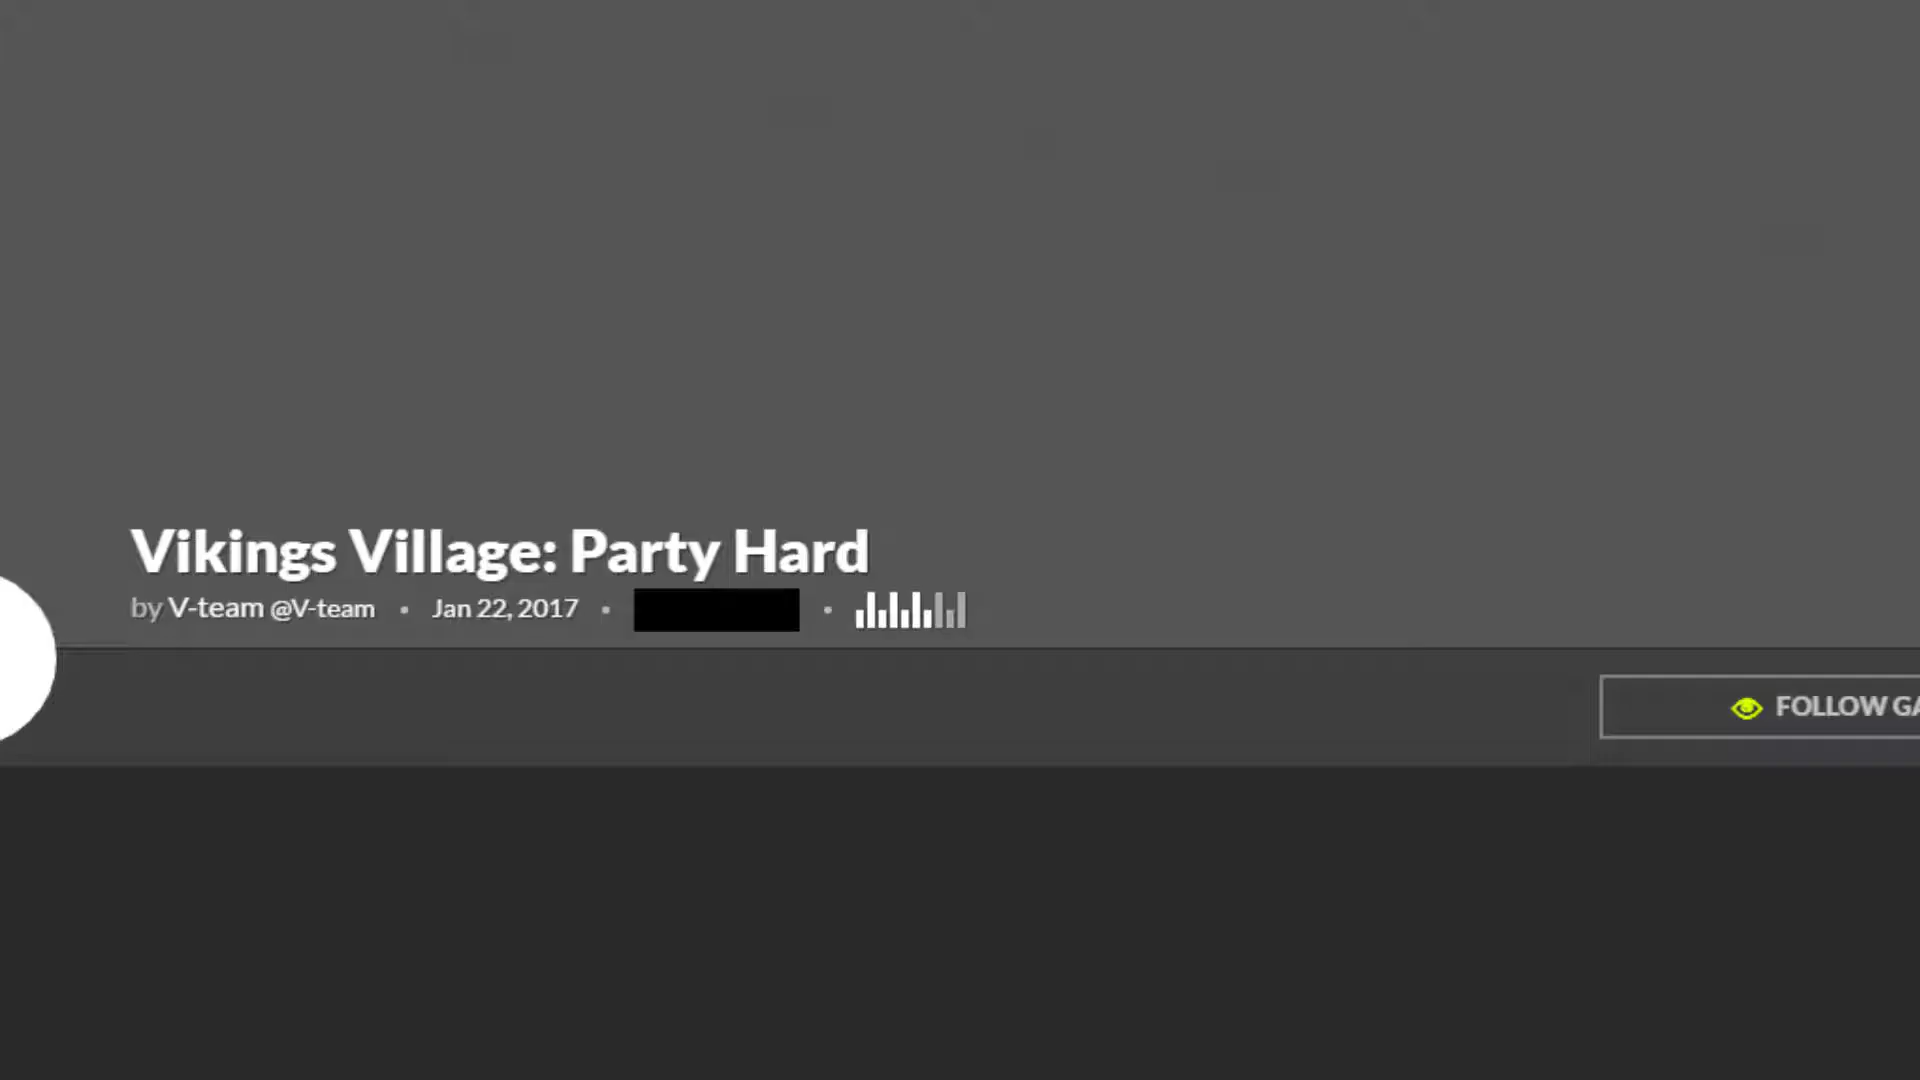 Vikings Village: Party Hard
by V-team @V-team • Jan 22, 2017 •
FOLLOW GA